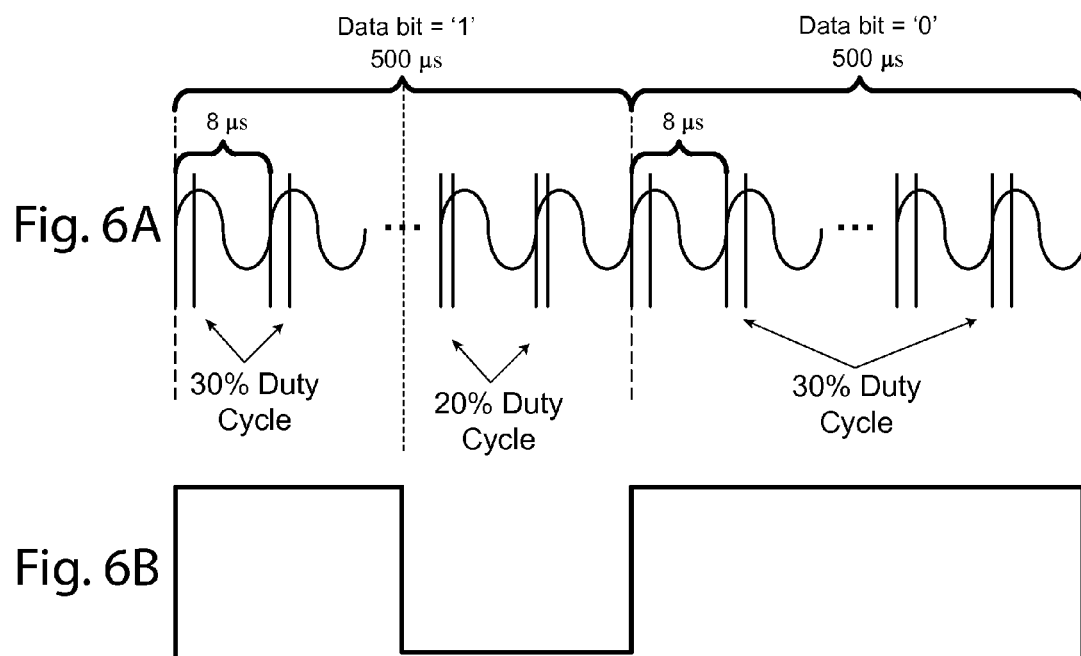 Data bit = ‘1’
500 μs
Data bit = ‘0’
500 μs
8 μs
8 μs
Fig. 6A
30% Duty
Cycle
20% Duty
Cycle
30% Duty
Cycle
Fig. 6B